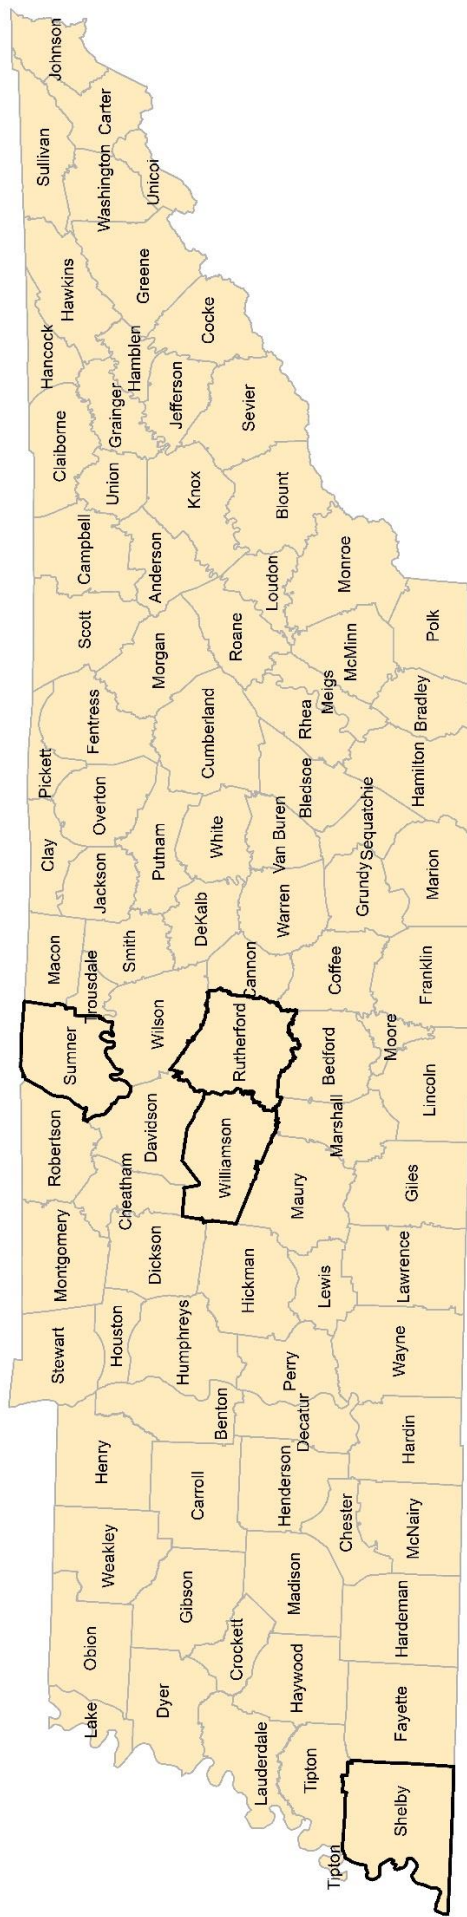 Johnson
Sullivan
Carter
Washington
Unicoi
Hawkins
Greene
Hancock
Hamblen
Cocke
Claiborne
Grainger
Jefferson
Sevier
Union
Knox
Blount
Campbell
Anderson
Loudon
Monroe
Scott
Morgan
Roane
McMinn
Polk
Meigs
Rhea
Bradley
Pickett
Fentress
Cumberland
Bledsoe
Hamilton
Clay
Overton
Putnam
White
Van Buren
Sequatchie
Jackson
Grundy
Marion
DeKalb
Warren
Macon
Smith
Trousdale
Cannon
Coffee
Franklin
Sumner
Wilson
Rutherford
Bedford
Moore
Lincoln
Robertson
Davidson
Williamson
Marshall
Cheatham
Maury
Giles
Montgomery
Dickson
Hickman
Lewis
Lawrence
Stewart
Houston
Humphreys
Perry
Wayne
Benton
Decatur
Henry
Carroll
Henderson
Hardin
Weakley
Chester
McNairy
Gibson
Madison
Hardeman
Obion
Crockett
Haywood
Lake
Dyer
Lauderdale
Tipton
Fayette
Tipton
Shelby